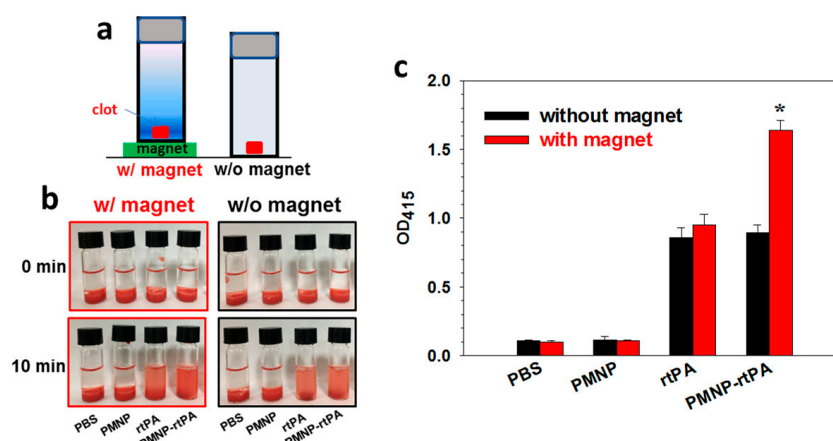 a
clot
magnet
w/ magnet w/o magnet
b
w/ magnet w/o magnet
0 min
10 min
PBS PMNP rtPA PMNP-rtPA PBS PMNP rtPA PMNP-rtPA
c
2.0
1.5
1.0
0.5
0.0
OD415
without magnet
with magnet
*
PBS PMNP rtPA PMNP-rtPA